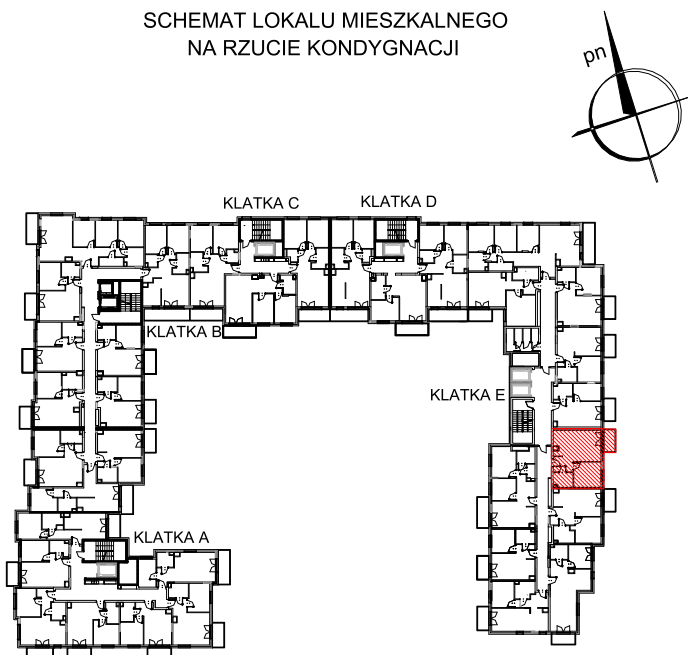 SCHEMAT LOKALU MIESZKALNEGO
NA RZUCIE KONDYGNACJI
pn
KLATKA C
KLATKA D
KLATKA B
KLATKA E
KLATKA A